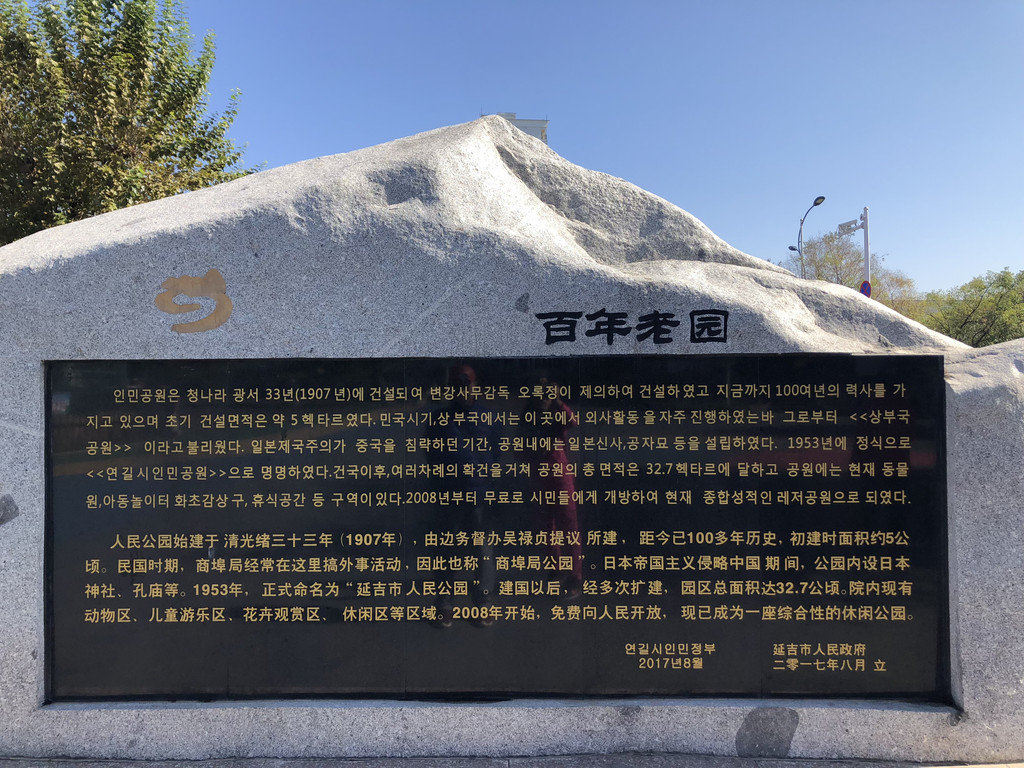 百年老园
인민공원은 청나라 광서 33년(1907년)에 건설되여 변강사무감독 오록정이 제의하여 건설하였고 지금까지 100여년의 력사를 가
지고 있으며 초기 건설면적은 약 5헥타르였다. 민국시기,상부국에서는 이 곳에서 외사활동을 자주 진행하였는바 그로부터 <<상부국
공원>> 이라고 불리웠다. 일본제국주의가 중국을 침략하던 기간, 공원내에는 일본신사,공자묘 등을 설립하였다. 1953년에 정식으로
<<연길시인민공원>>으로 명명하였다.건국이후,여러차례의 확건을 거쳐 공원의 총 면적은 32.7헥타르에 달하고 공원에는 현재 동물
원,아동놀이터 화초감상구, 휴식공간 등 구역이 있다.2008년부터 무료로 시민들에게 개방하여 현재 종합성적인 레저공원으로 되였다.
人民公园始建于清光绪三十三年（1907年）,由边务督办吴禄贞提议所建，距今已100多年历史，初建时面积约5公
顷。民国时期，商埠局经常在这里搞外事活动，因此也称“商埠局公园”。日本帝国主义侵略中国期间，公园内设日本
神社、孔庙等。1953年，正式命名为“延吉市人民公园”。建国以后，经多次扩建，园区总面积达32.7公顷。院内现有
动物区、儿童游乐区、花卉观赏区、休闲区等区域。2008年开始，免费向人民开放，现已成为一座综合性的休闲公园。
연길시인민정부
2017년8월
延吉市人民政府
二零一七年八月 立